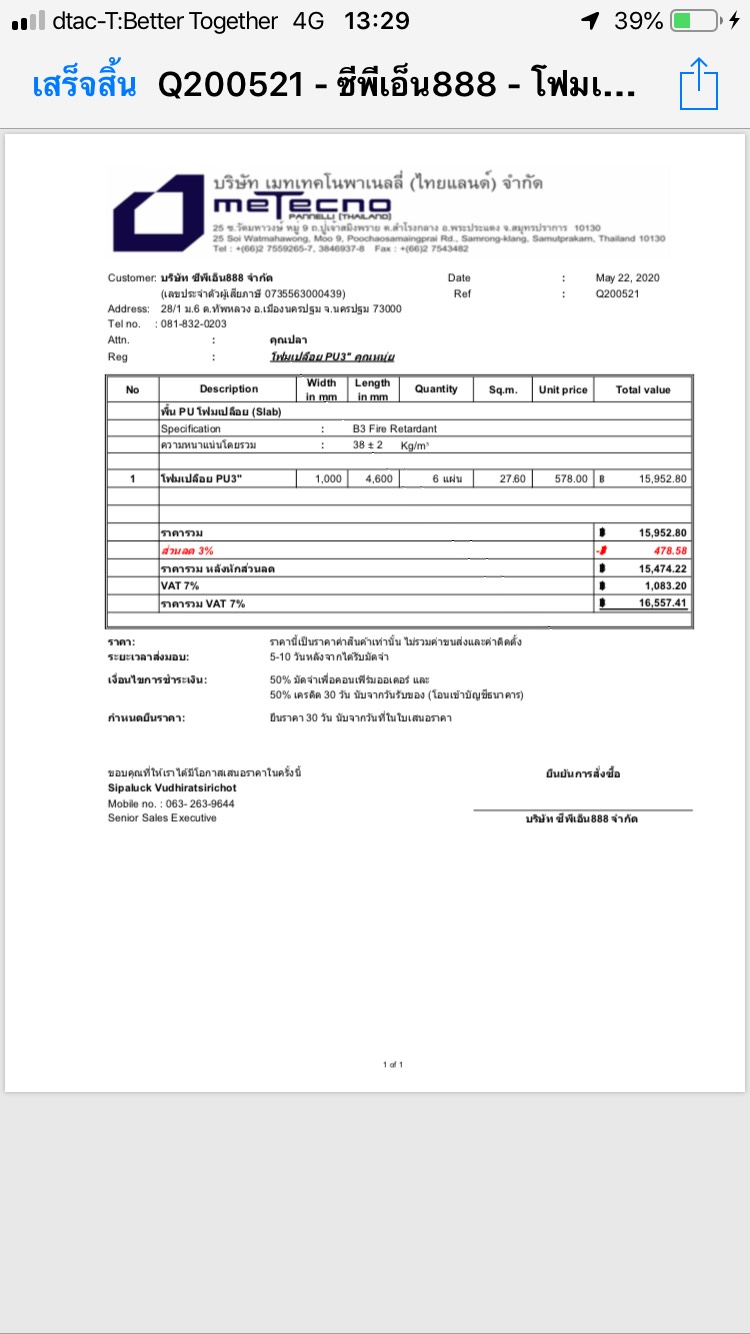 dtac-T:Better Together 4G 13:29 39%
เสร็จสิ้น Q200521 - ซีพีเอ็น888 - โฟมเ...
บริษัท เมทเทคโนพาเนลลี่ (ไทยแลนด์) จำกัด
meTecno
PANNELLI (THAILAND)
25 ซ.วัดมหาวงษ์ หมู่ 9 ถ.ปู่เจ้าสมิงพราย ต.สำโรงกลาง อ.พระประแดง จ.สมุทรปราการ 10130
25 Soi Watmahawong, Moo 9, Poochaosamaingprai Rd., Samrong-klang, Samutprakarn, Thailand 10130
Tel : +(66)2 7559265-7, 3846937-8 Fax : +(66)2 7543482
Customer: บริษัท ซีพีเอ็น888 จำกัด Date : May 22, 2020
(เลขประจำตัวผู้เสียภาษี 0735563000439) Ref : Q200521
Address: 28/1 ม.6 ต.ทัพหลวง อ.เมืองนครปฐม จ.นครปฐม 73000
Tel no. : 081-832-0203
Attn. : คุณเปลา
Reg : โฟมเปลือย PU3" คุณหนุ่ย
No Description Width in mm Length in mm Quantity Sq.m. Unit price Total value
พื้น PU โฟมเปลือย (Slab)
Specification : B3 Fire Retardant
ความหนาแน่นโดยรวม : 38 ± 2 Kg/m³
1 โฟมเปลือย PU3" 1,000 4,600 6 แผ่น 27.60 578.00 ฿ 15,952.80
ราคารวม ฿ 15,952.80
ส่วนลด 3% -฿ 478.58
ราคารวม หลังหักส่วนลด ฿ 15,474.22
VAT 7% ฿ 1,083.20
ราคารวม VAT 7% ฿ 16,557.41
ราคา: ราคานี้เป็นราคาค่าสินค้าเท่านั้น ไม่รวมค่าขนส่งและค่าติดตั้ง
ระยะเวลาส่งมอบ: 5-10 วันหลังจากได้รับมัดจำ
เงื่อนไขการชำระเงิน: 50% มัดจำเพื่อคอนเฟิร์มออเดอร์ และ
50% เครดิต 30 วัน นับจากวันรับของ (โอนเข้าบัญชีธนาคาร)
กำหนดยืนราคา: ยืนราคา 30 วัน นับจากวันที่ในใบเสนอราคา
ขอบคุณที่ให้เราได้มีโอกาสเสนอราคาในครั้งนี้ ยืนยันการสั่งซื้อ
Sipaluck Vudhiratsirichot
Mobile no. : 063- 263-9644
Senior Sales Executive บริษัท ซีพีเอ็น888 จำกัด
1 of 1